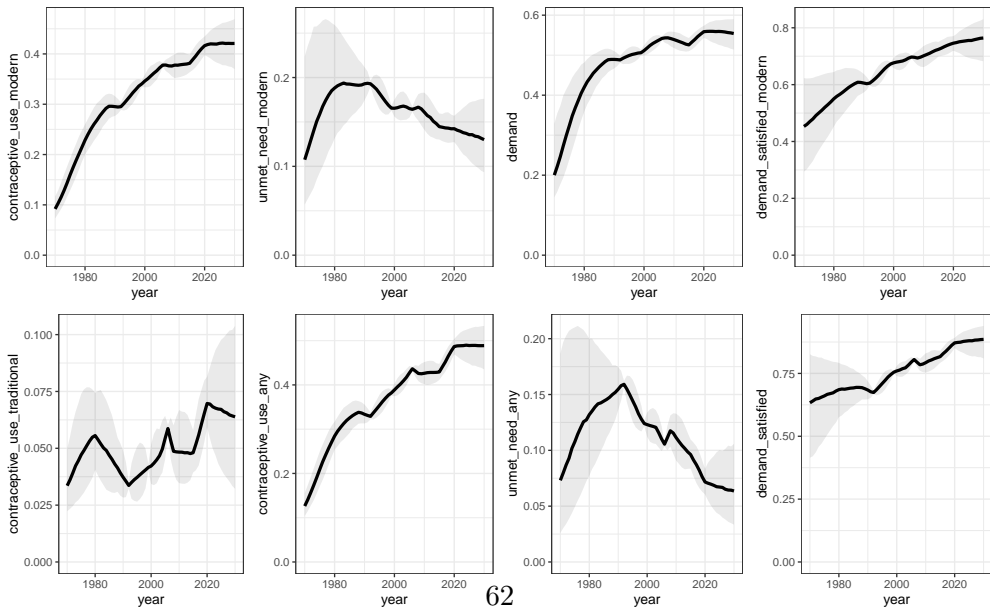 contraceptive_use_modern
0.4
0.3
0.2
0.1
0.0
1980 2000 2020
year
unmet_need_modern
0.2
0.1
0.0
1980 2000 2020
year
demand
0.6
0.4
0.2
0.0
1980 2000 2020
year
demand_satisfied_modern
0.8
0.6
0.4
0.2
0.0
1980 2000 2020
year
contraceptive_use_traditional
0.100
0.075
0.050
0.025
0.000
1980 2000 2020
year
contraceptive_use_any
0.4
0.2
0.0
1980 2000 2020
year
unmet_need_any
0.20
0.15
0.10
0.05
0.00
1980 2000 2020
year
demand_satisfied
0.75
0.50
0.25
0.00
1980 2000 2020
year
62